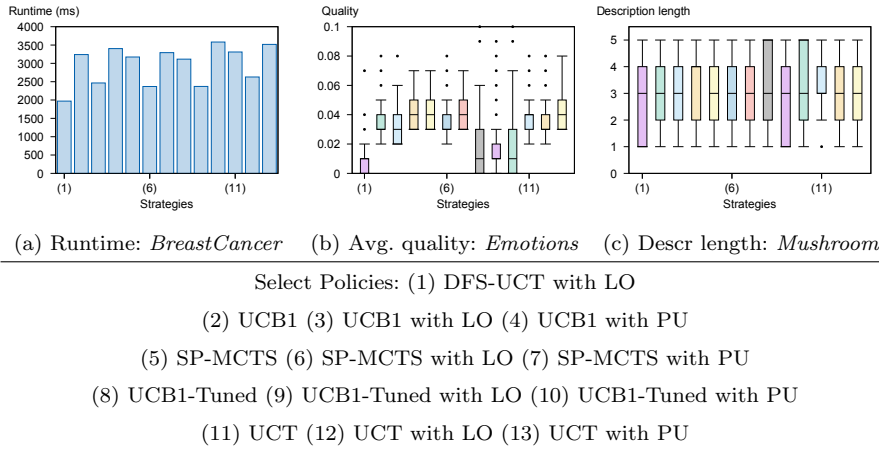 Runtime (ms)
4000
3500
3000
2500
2000
1500
1000
500
0
(1) (6) (11)
Strategies
Quality
0.1
0.08
0.06
0.04
0.02
0
(1) (6) (11)
Strategies
Description length
5
4
3
2
1
0
(1) (6) (11)
Strategies
(a) Runtime: BreastCancer (b) Avg. quality: Emotions (c) Descr length: Mushroom
Select Policies: (1) DFS-UCT with LO
(2) UCB1 (3) UCB1 with LO (4) UCB1 with PU
(5) SP-MCTS (6) SP-MCTS with LO (7) SP-MCTS with PU
(8) UCB1-Tuned (9) UCB1-Tuned with LO (10) UCB1-Tuned with PU
(11) UCT (12) UCT with LO (13) UCT with PU